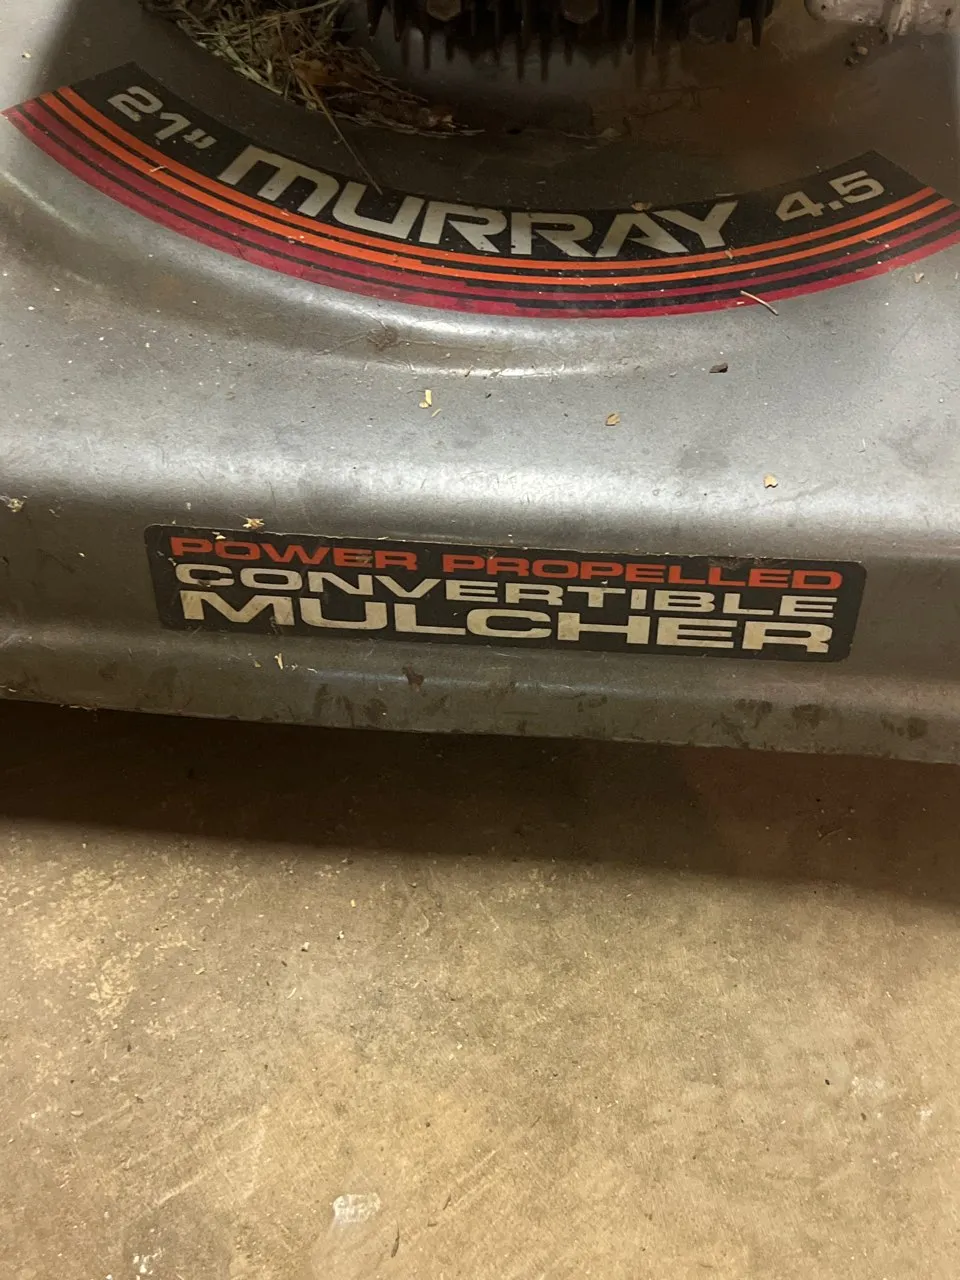 21" MURRAY 4.5
POWER PROPELLED
CONVERTIBLE
MULCHER